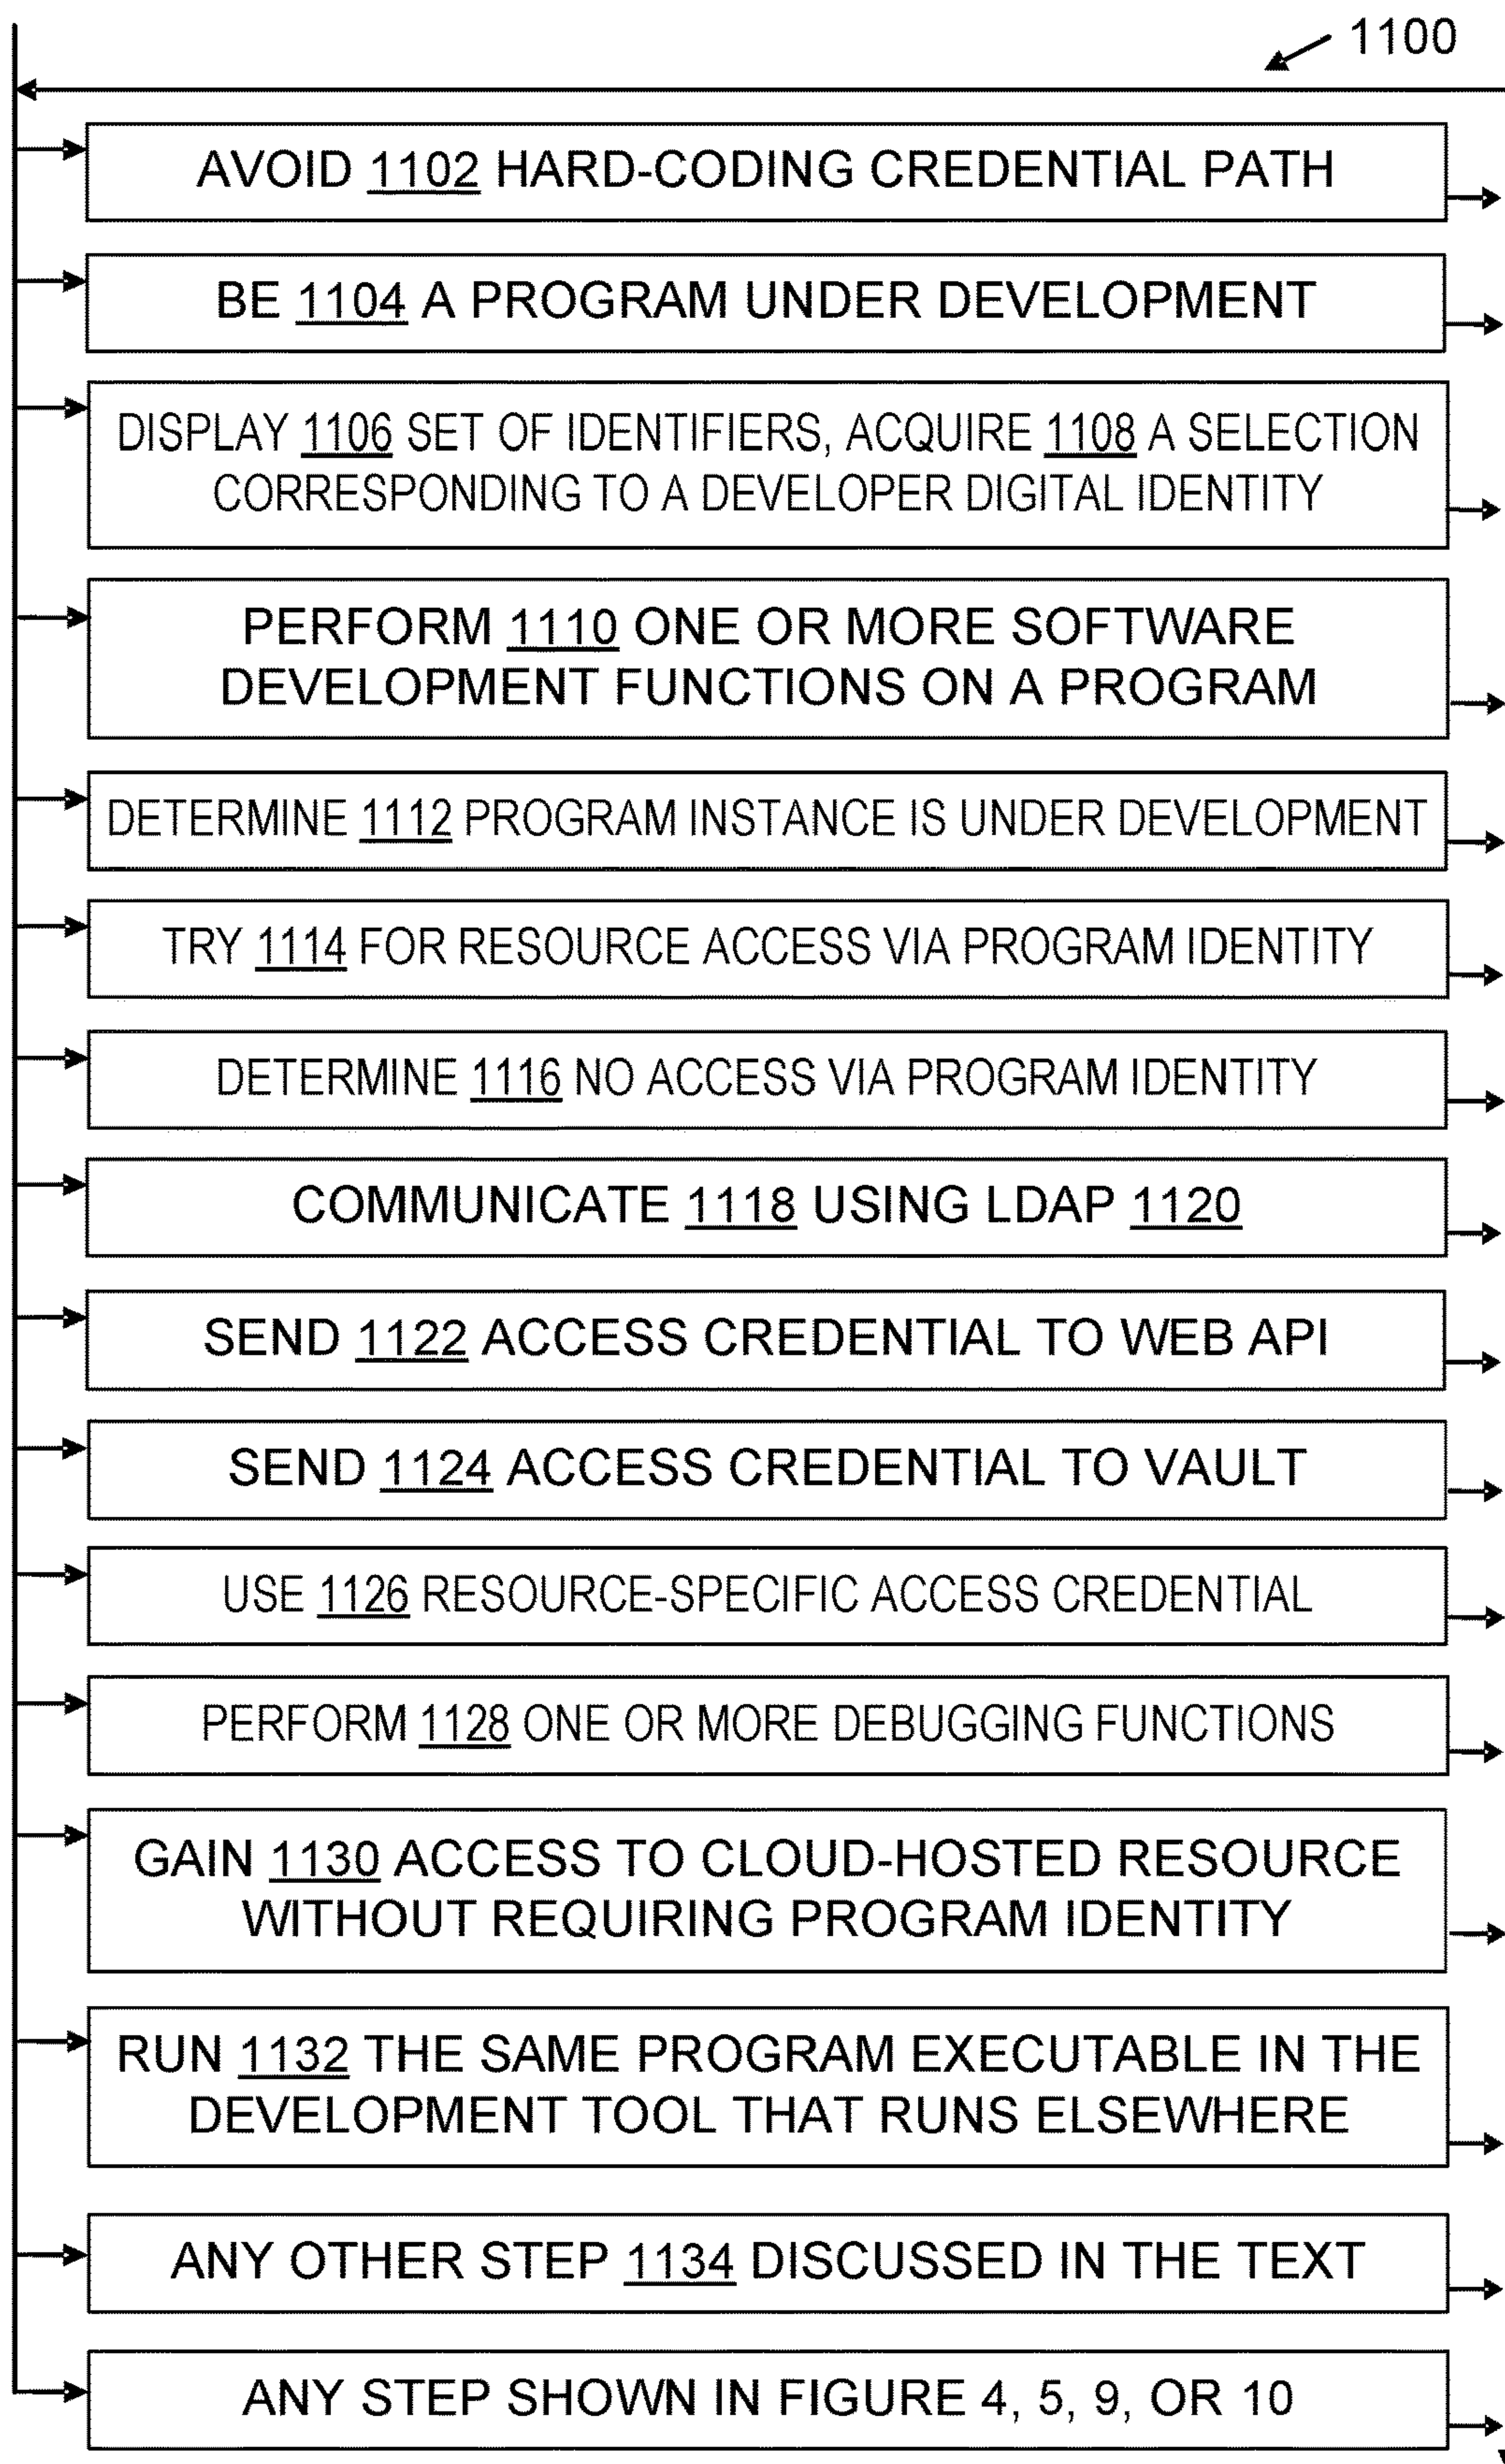 1100
AVOID 1102 HARD-CODING CREDENTIAL PATH
BE 1104 A PROGRAM UNDER DEVELOPMENT
DISPLAY 1106 SET OF IDENTIFIERS, ACQUIRE 1108 A SELECTION
CORRESPONDING TO A DEVELOPER DIGITAL IDENTITY
PERFORM 1110 ONE OR MORE SOFTWARE
DEVELOPMENT FUNCTIONS ON A PROGRAM
DETERMINE 1112 PROGRAM INSTANCE IS UNDER DEVELOPMENT
TRY 1114 FOR RESOURCE ACCESS VIA PROGRAM IDENTITY
DETERMINE 1116 NO ACCESS VIA PROGRAM IDENTITY
COMMUNICATE 1118 USING LDAP 1120
SEND 1122 ACCESS CREDENTIAL TO WEB API
SEND 1124 ACCESS CREDENTIAL TO VAULT
USE 1126 RESOURCE-SPECIFIC ACCESS CREDENTIAL
PERFORM 1128 ONE OR MORE DEBUGGING FUNCTIONS
GAIN 1130 ACCESS TO CLOUD-HOSTED RESOURCE
WITHOUT REQUIRING PROGRAM IDENTITY
RUN 1132 THE SAME PROGRAM EXECUTABLE IN THE
DEVELOPMENT TOOL THAT RUNS ELSEWHERE
ANY OTHER STEP 1134 DISCUSSED IN THE TEXT
ANY STEP SHOWN IN FIGURE 4, 5, 9, OR 10